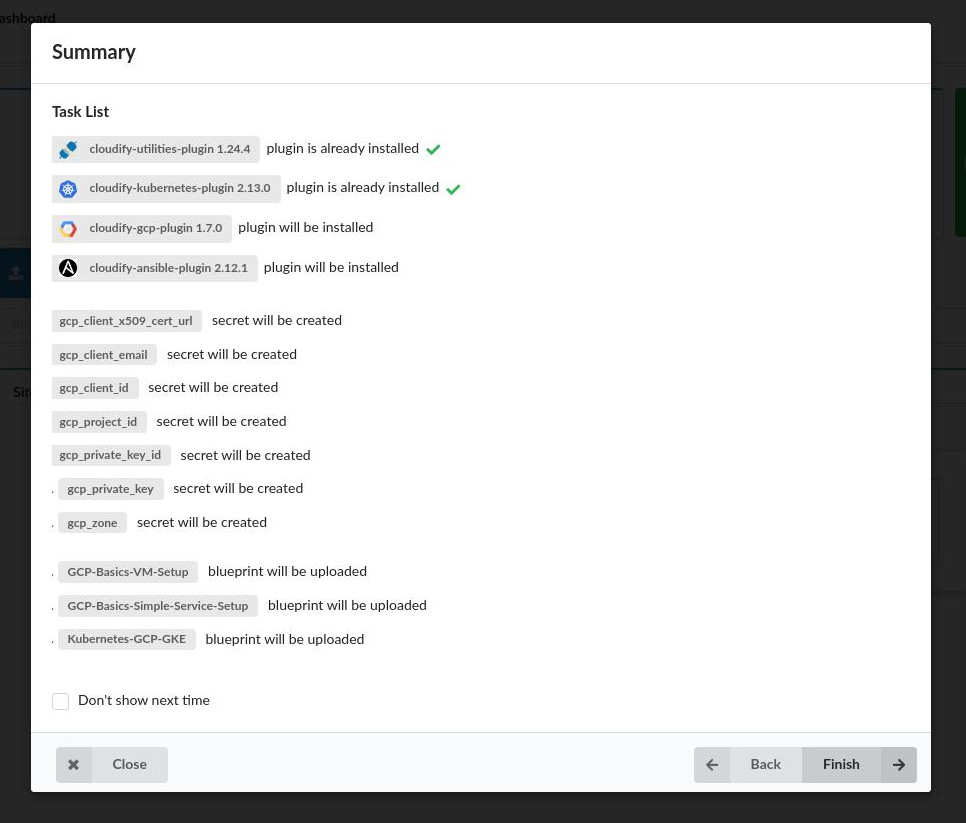 ashboard
Summary
Task List
cloudify-utilities-plugin 1.24.4 plugin is already installed
cloudify-kubernetes-plugin 2.13.0 plugin is already installed
cloudify-gcp-plugin 1.7.0 plugin will be installed
cloudify-ansible-plugin 2.12.1 plugin will be installed
gcp_client_x509_cert_url secret will be created
gcp_client_email secret will be created
gcp_client_id secret will be created
gcp_project_id secret will be created
gcp_private_key_id secret will be created
. gcp_private_key secret will be created
. gcp_zone secret will be created
. GCP-Basics-VM-Setup blueprint will be uploaded
. GCP-Basics-Simple-Service-Setup blueprint will be uploaded
. Kubernetes-GCP-GKE blueprint will be uploaded
Don't show next time
Close Back Finish